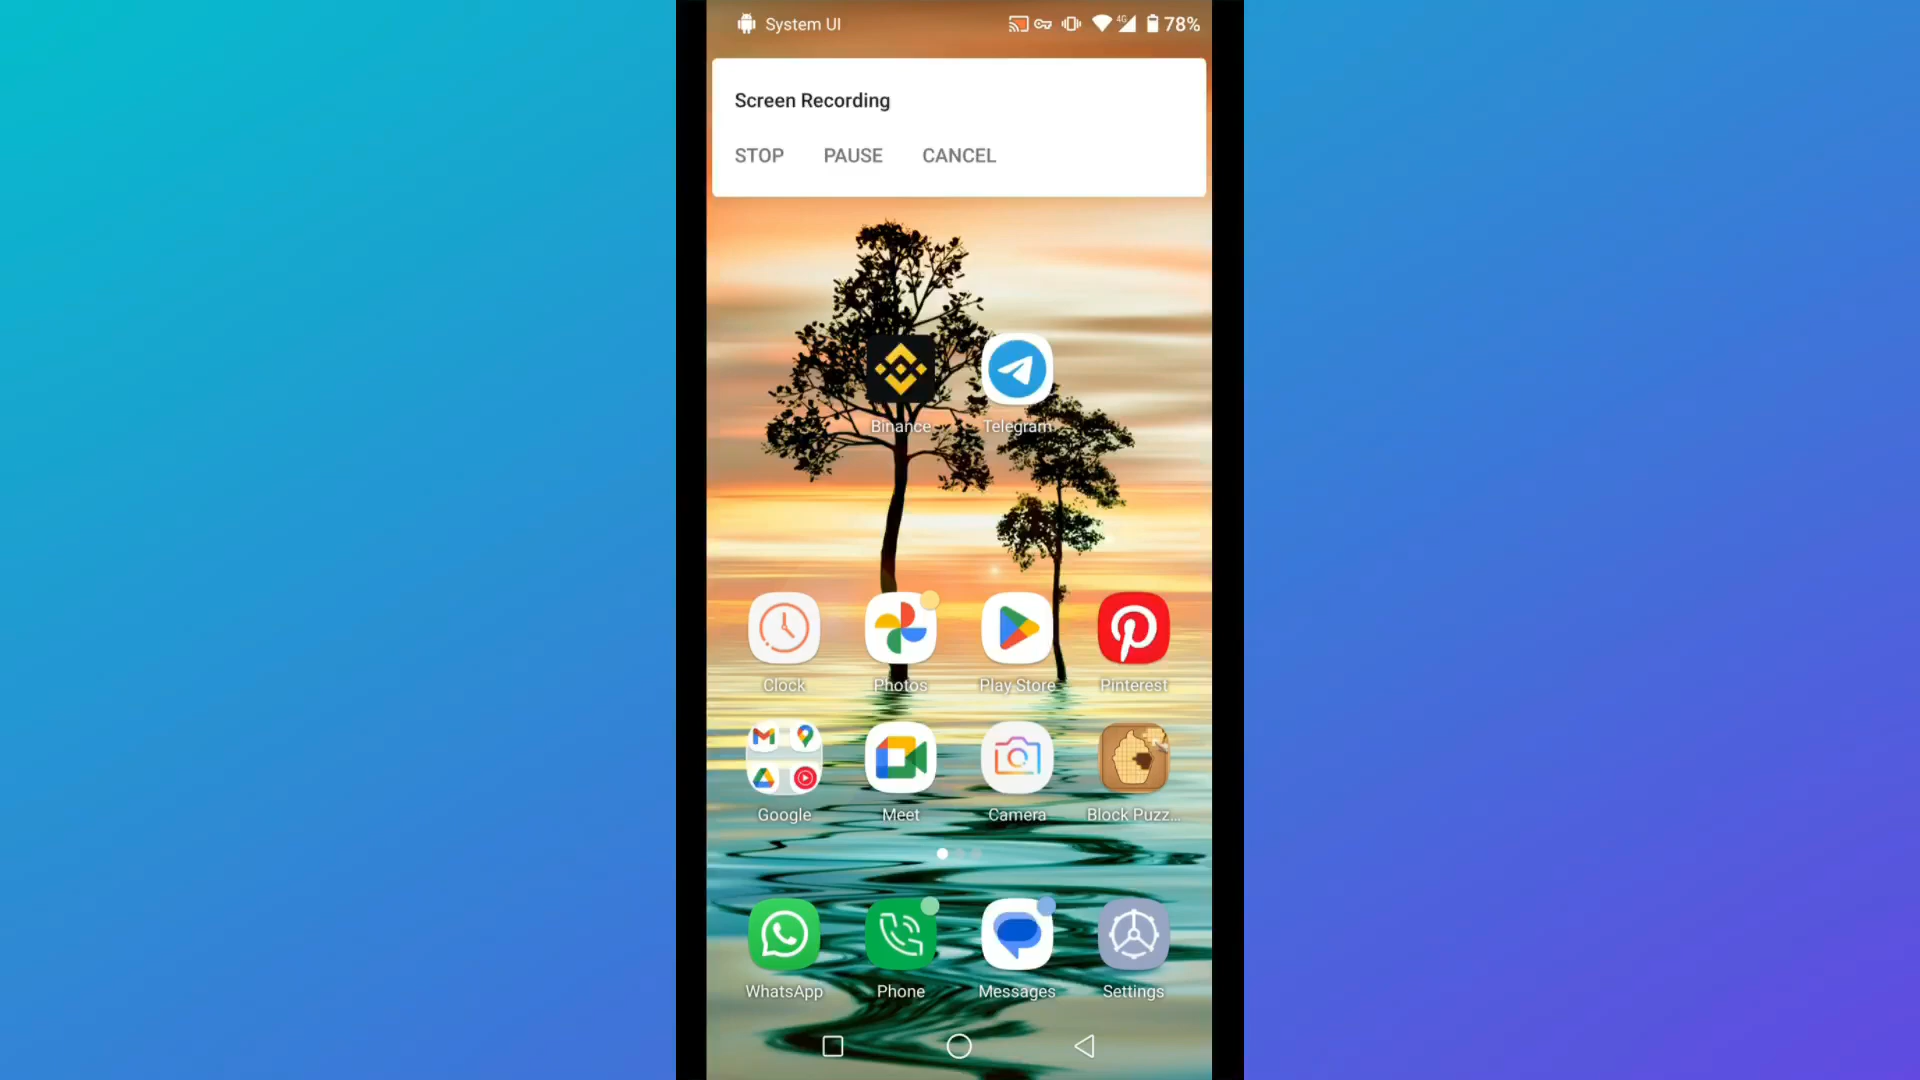 System UI
4G
78%
Screen Recording
STOP PAUSE CANCEL
Binance Telegram
Clock Photos Play Store Pinterest
Google Meet Camera Block Puzz...
WhatsApp Phone Messages Settings